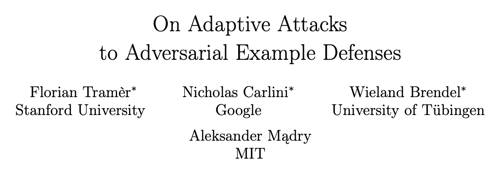 On Adaptive Attacks
to Adversarial Example Defenses
Florian Tramèr* Nicholas Carlini* Wieland Brendel*
Stanford University Google University of Tübingen
Aleksander Mądry
MIT